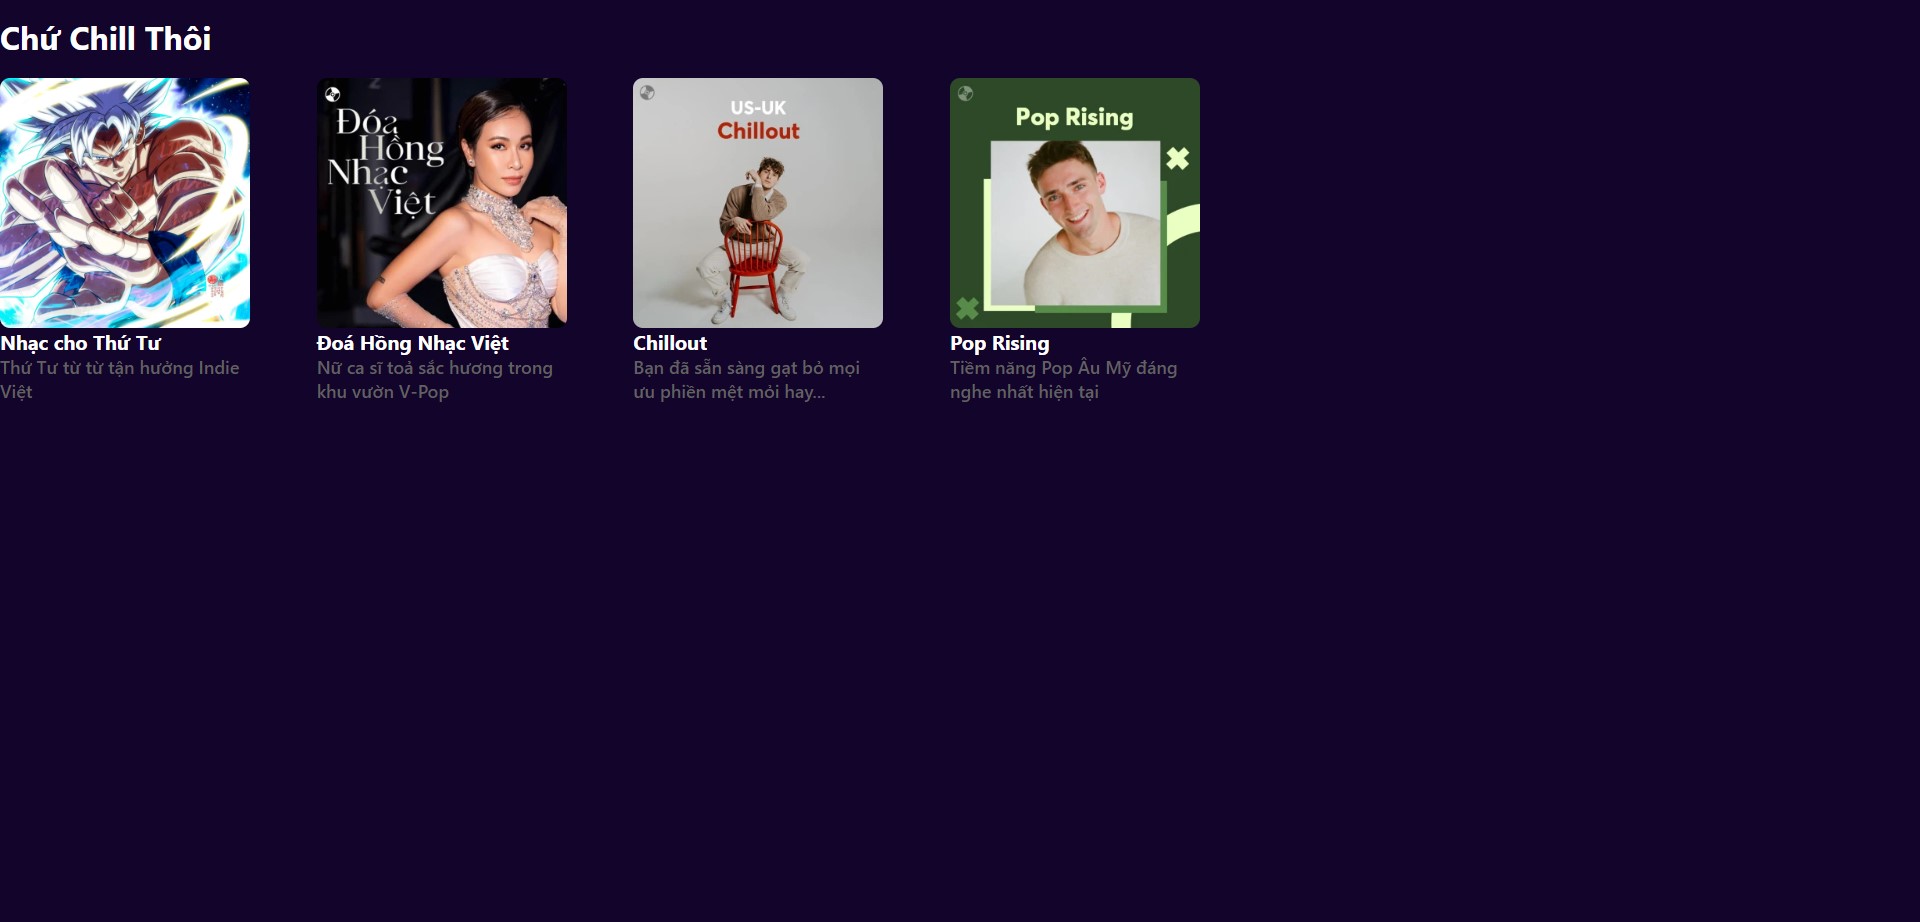 Chứ Chill Thôi
Đóa
Hồng
Nhạc
Việt
US-UK
Chillout
Pop Rising
Nhạc cho Thứ Tư
Thứ Tư từ từ tận hưởng Indie
Việt
Đoá Hồng Nhạc Việt
Nữ ca sĩ toả sắc hương trong
khu vườn V-Pop
Chillout
Bạn đã sẵn sàng gạt bỏ mọi
ưu phiền mệt mỏi hay...
Pop Rising
Tiềm năng Pop Âu Mỹ đáng
nghe nhất hiện tại